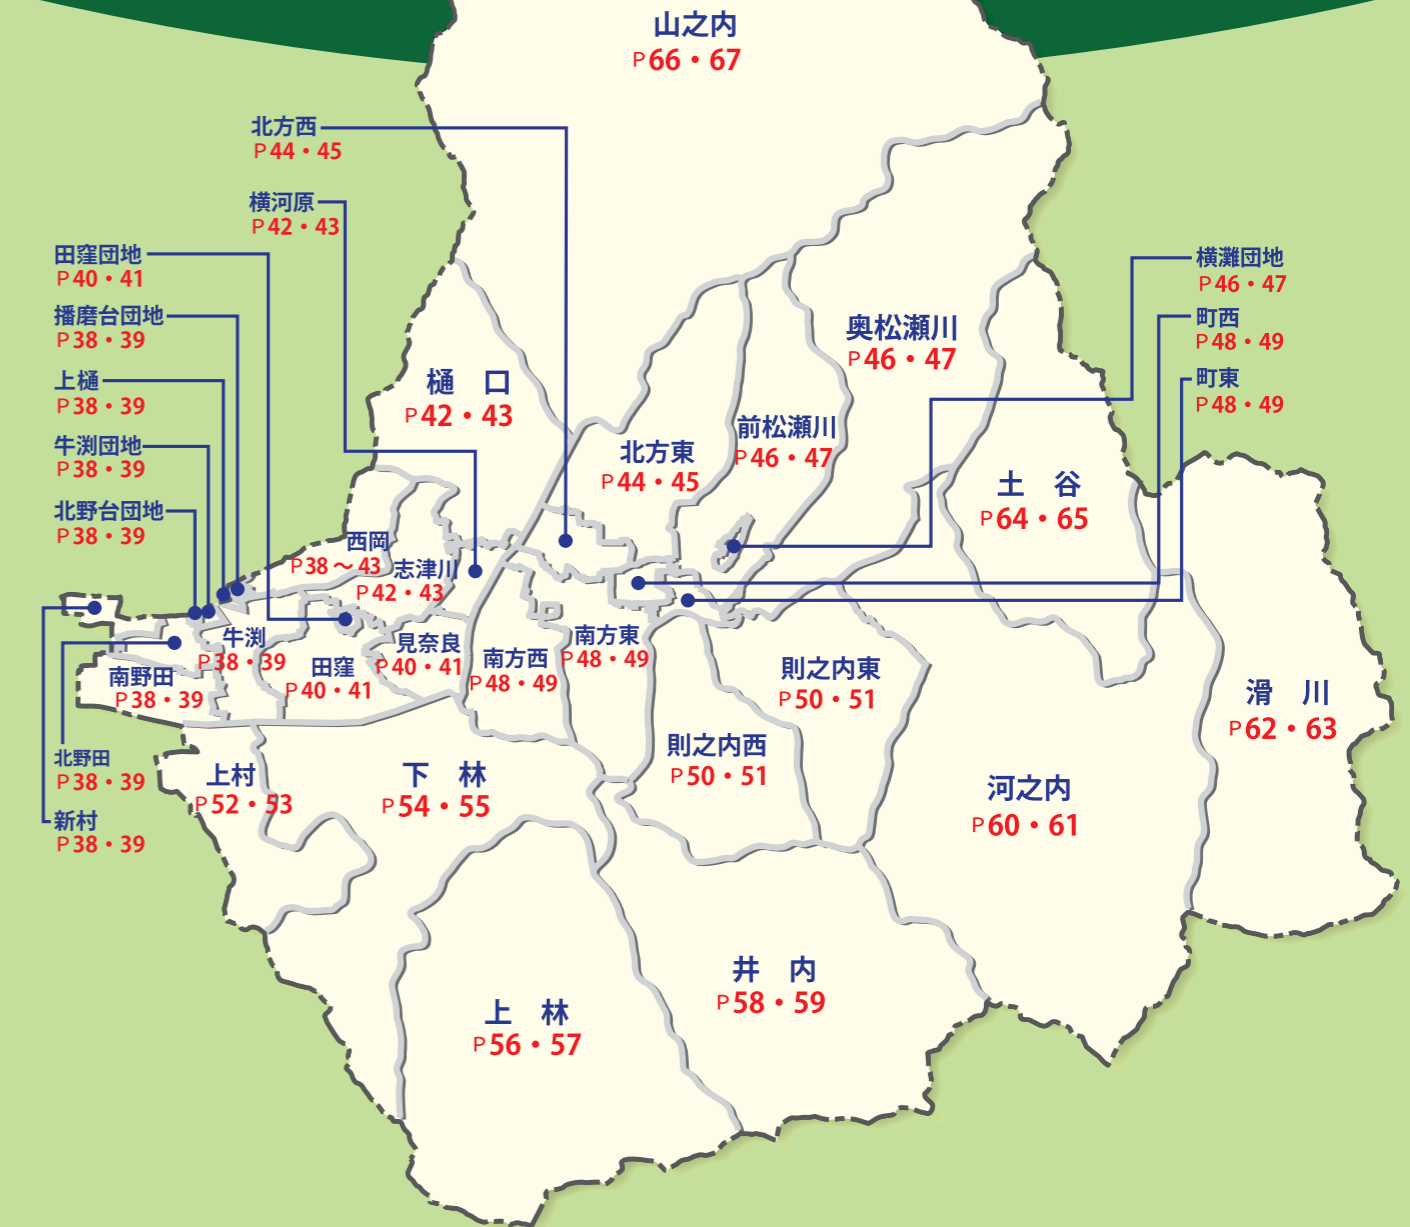 山之内
P66・67
北方西
P44・45
横河原
P42・43
田窪団地
P40・41
播磨台団地
P38・39
上樋
P38・39
牛渕団地
P38・39
北野台団地
P38・39
横灘団地
P46・47
町西
P48・49
町東
P48・49
奥松瀬川
P46・47
樋　口
P42・43
前松瀬川
P46・47
北方東
P44・45
土　谷
P64・65
西岡
P38～43
志津川
P42・43
牛渕
P38・39
見奈良
P40・41
田窪
P40・41
南方西
P48・49
南方東
P48・49
南野田
P38・39
則之内東
P50・51
滑　川
P62・63
北野田
P38・39
新村
P38・39
上村
P52・53
下　林
P54・55
則之内西
P50・51
河之内
P60・61
井　内
P58・59
上　林
P56・57